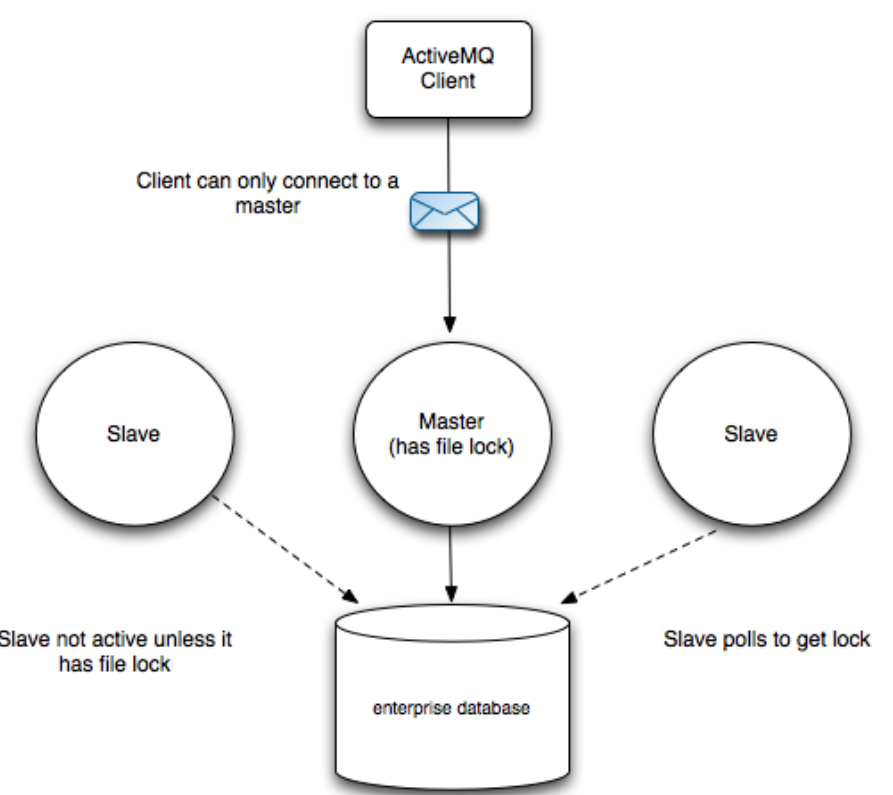 ActiveMQ
Client
Client can only connect to a
master
Slave
Master
(has file lock)
Slave
Slave not active unless it
has file lock
Slave polls to get lock
enterprise database